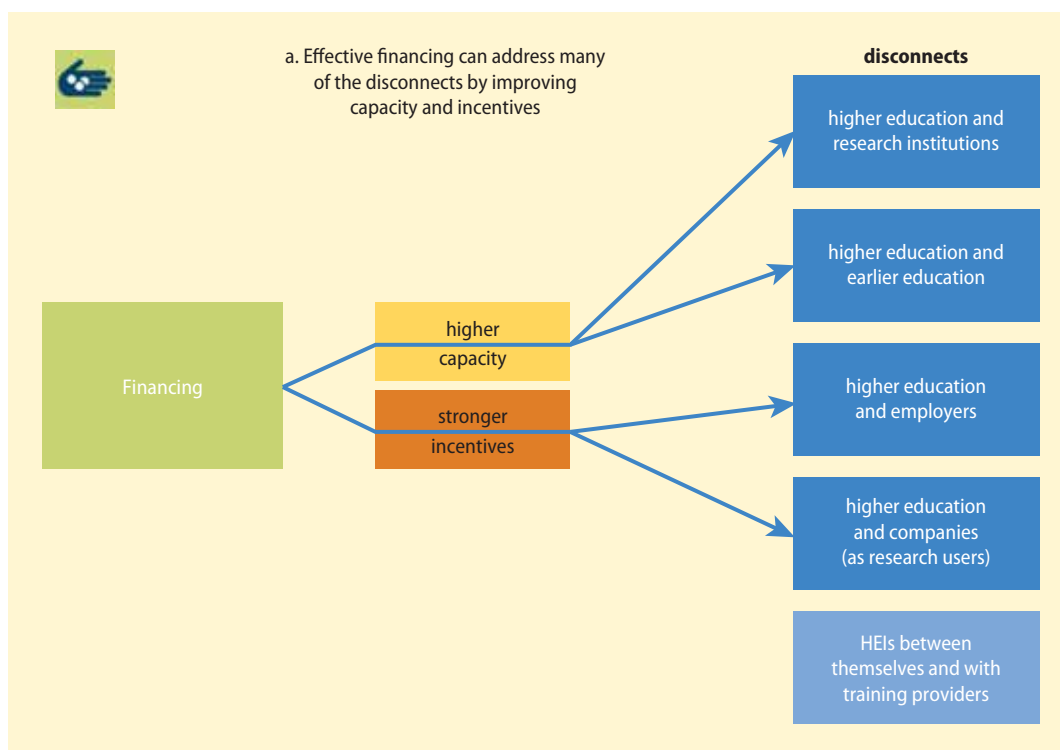 a. Effective financing can address many
of the disconnects by improving
capacity and incentives
disconnects
higher education and
research institutions
higher education and
earlier education
Financing
higher
capacity
stronger
incentives
higher education
and employers
higher education
and companies
(as research users)
HEIs between
themselves and with
training providers